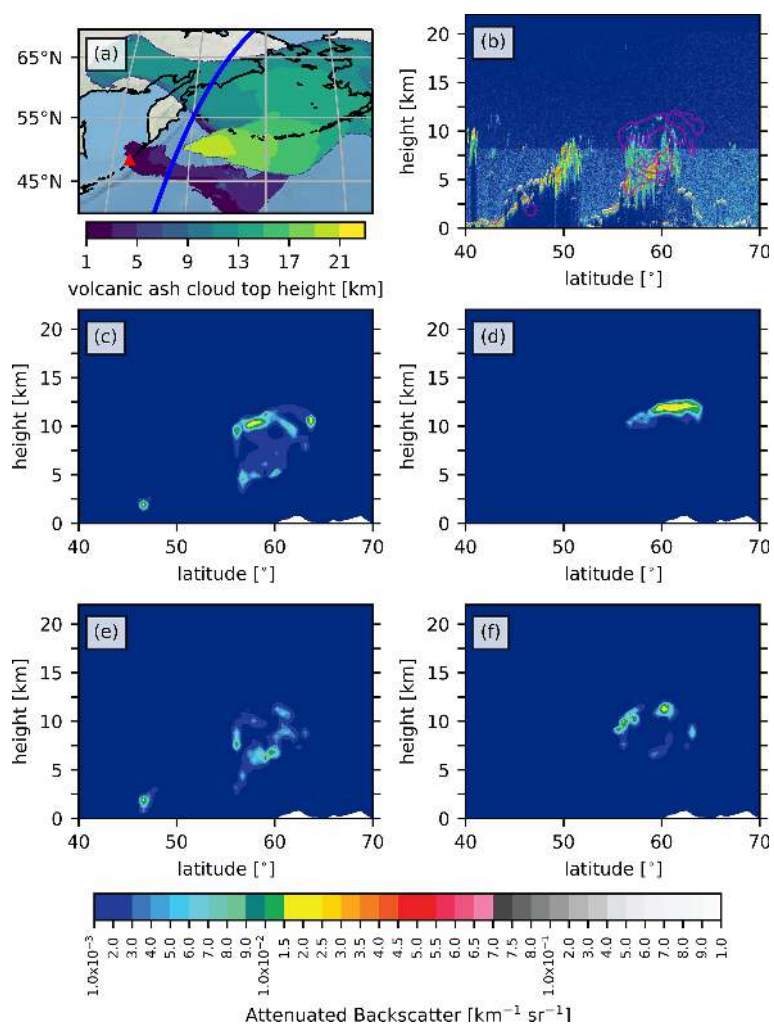 (a)
65°N
55°N
45°N
1 5 9 13 17 21
volcanic ash cloud top height [km]
(b)
20
15
10
5
0
height [km]
40 50 60 70
latitude [°]
(c)
20
15
10
5
0
height [km]
40 50 60 70
latitude [°]
(d)
20
15
10
5
0
height [km]
40 50 60 70
latitude [°]
(e)
20
15
10
5
0
height [km]
40 50 60 70
latitude [°]
(f)
20
15
10
5
0
height [km]
40 50 60 70
latitude [°]
1.0x10⁻³ 2.0 3.0 4.0 5.0 6.0 7.0 8.0 9.0 1.0x10⁻² 1.5 2.0 2.5 3.0 3.5 4.0 4.5 5.0 5.5 6.0 6.5 7.0 7.5 8.0 1.0x10⁻¹ 2.0 3.0 4.0 5.0 6.0 7.0 8.0 9.0 1.0
Attenuated Backscatter [km⁻¹ sr⁻¹]